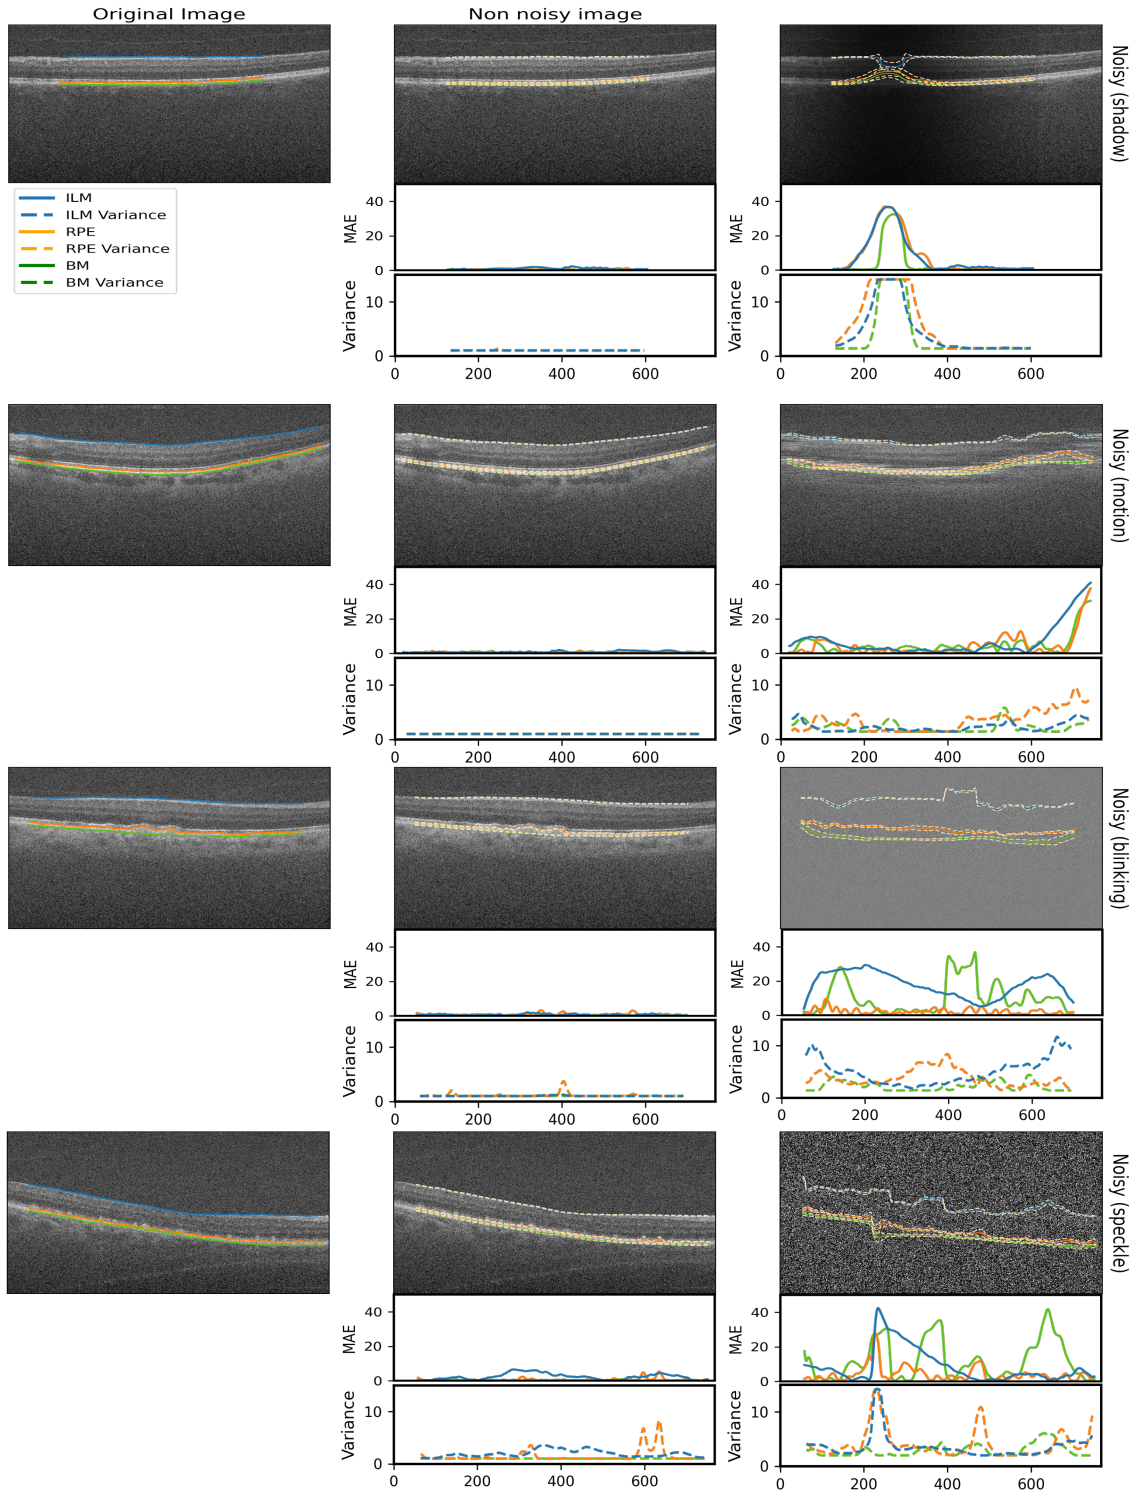 Original Image
Non noisy image
Noisy (shadow)
ILM
ILM Variance
RPE
RPE Variance
BM
BM Variance
MAE
40
20
0
MAE
40
20
0
Variance
10
0
0 200 400 600
Variance
10
0
0 200 400 600
Noisy (motion)
MAE
40
20
0
MAE
40
20
0
Variance
10
0
0 200 400 600
Variance
10
0
0 200 400 600
Noisy (blinking)
MAE
40
20
0
MAE
40
20
0
Variance
10
0
0 200 400 600
Variance
10
0
0 200 400 600
Noisy (speckle)
MAE
40
20
0
MAE
40
20
0
Variance
10
0
0 200 400 600
Variance
10
0
0 200 400 600